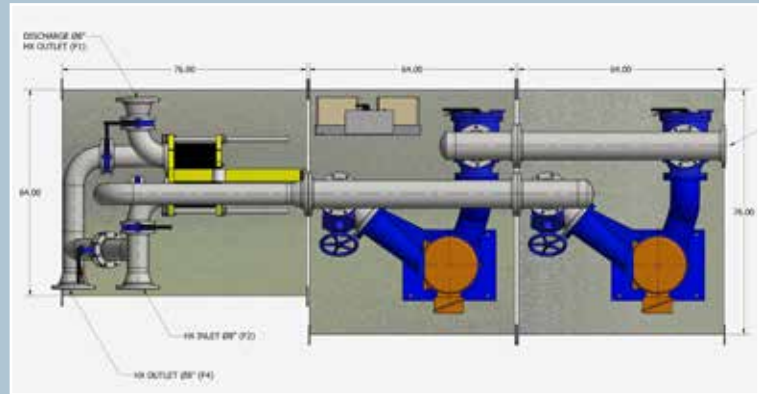 DISCHARGE Ø8"
HX OUTLET (F1)
76.00
64.00
64.00
64.00
76.00
HX INLET Ø8" (F2)
HX OUTLET Ø8" (F4)